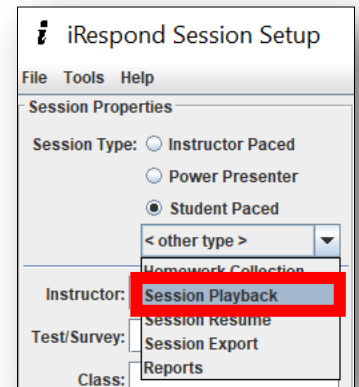 i iRespond Session Setup
File Tools Help
Session Properties
Session Type: Instructor Paced
Power Presenter
Student Paced
< other type >
Homework Collection
Instructor: Session Playback
Session Resume
Test/Survey: Session Export
Class: Reports